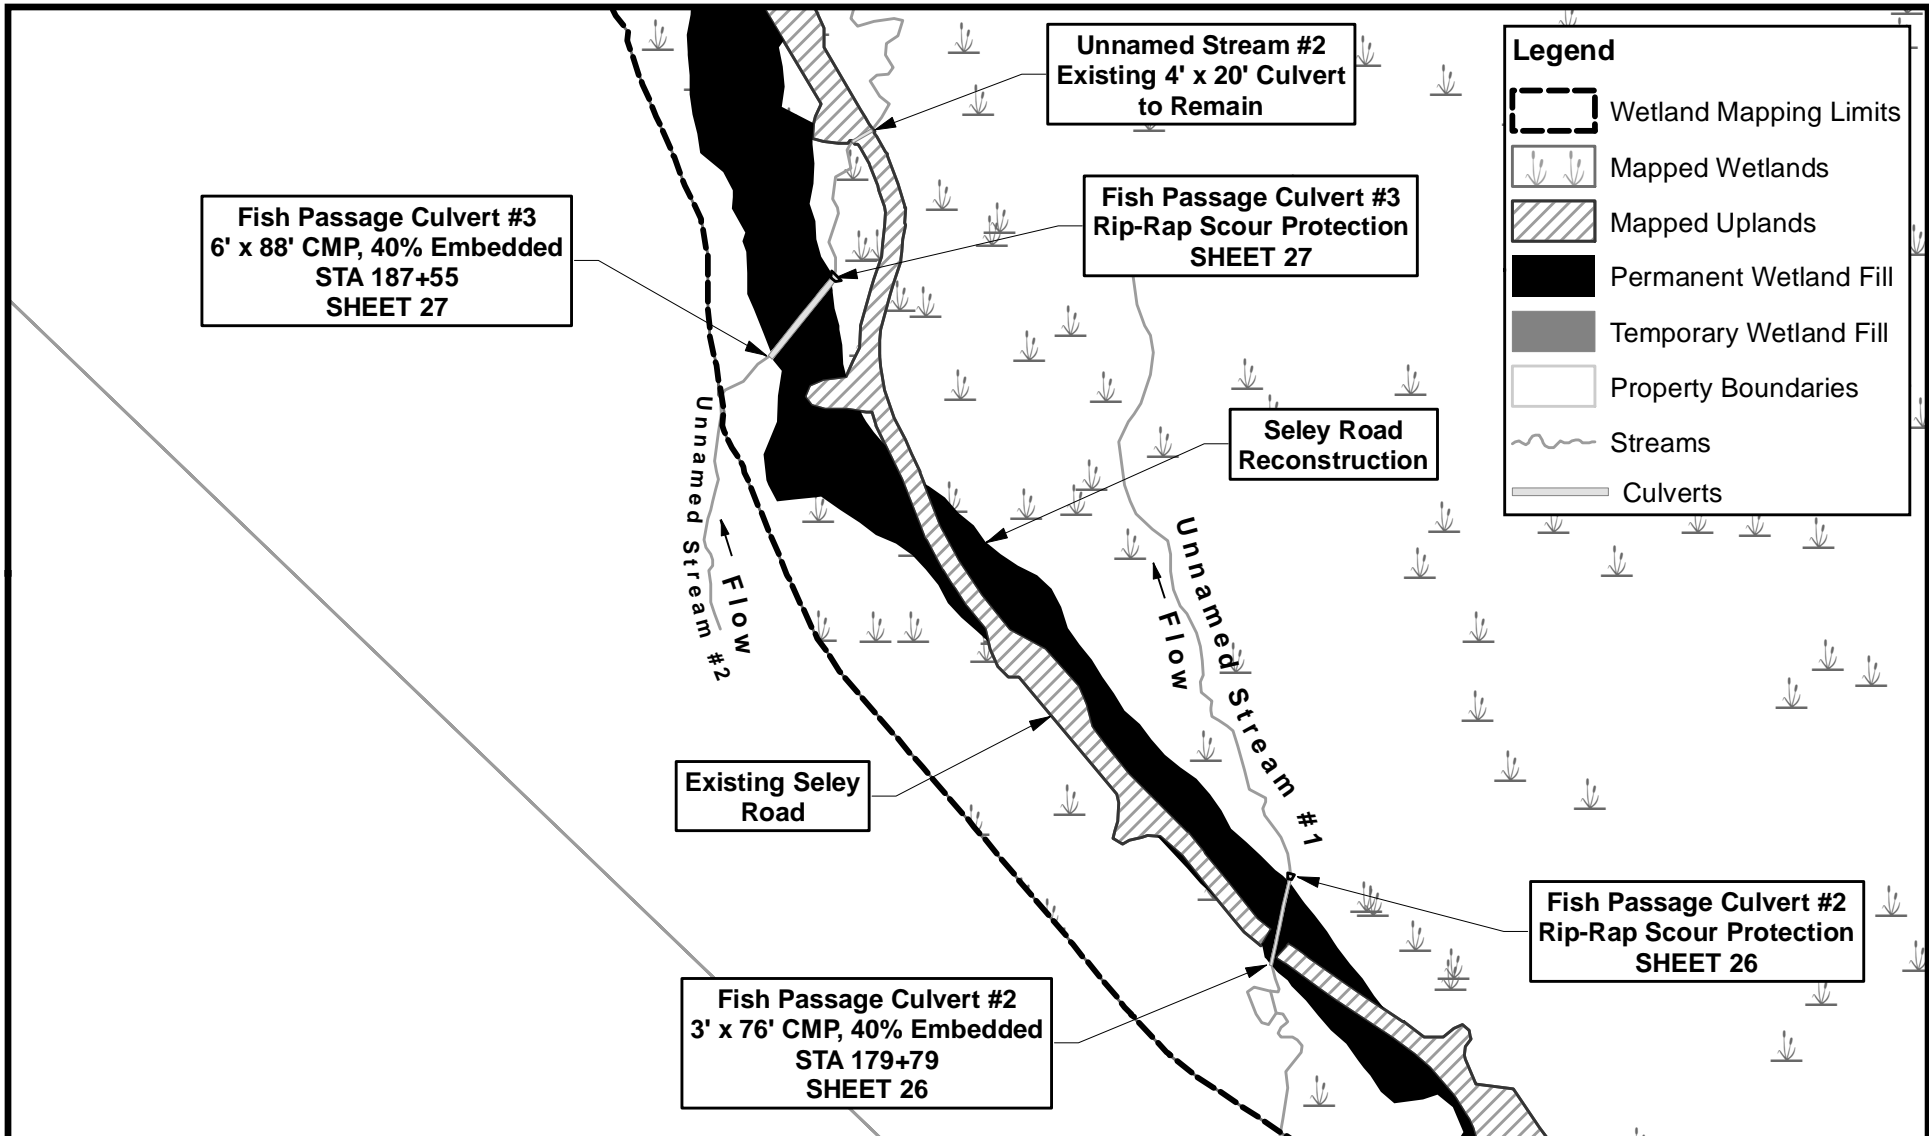 Unnamed Stream #2
Existing 4' x 20' Culvert
to Remain
Legend
Wetland Mapping Limits
Mapped Wetlands
Mapped Uplands
Permanent Wetland Fill
Temporary Wetland Fill
Property Boundaries
Streams
Culverts
Fish Passage Culvert #3
6' x 88' CMP, 40% Embedded
STA 187+55
SHEET 27
Fish Passage Culvert #3
Rip-Rap Scour Protection
SHEET 27
Seley Road
Reconstruction
Unnamed Stream #2
Flow
Unnamed Stream #1
Flow
Existing Seley
Road
Fish Passage Culvert #2
Rip-Rap Scour Protection
SHEET 26
Fish Passage Culvert #2
3' x 76' CMP, 40% Embedded
STA 179+79
SHEET 26